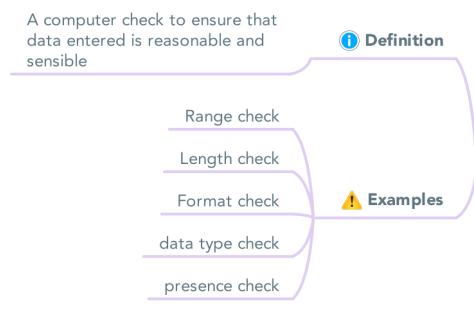 A computer check to ensure that
data entered is reasonable and
sensible
Definition
Range check
Length check
Format check
data type check
presence check
Examples